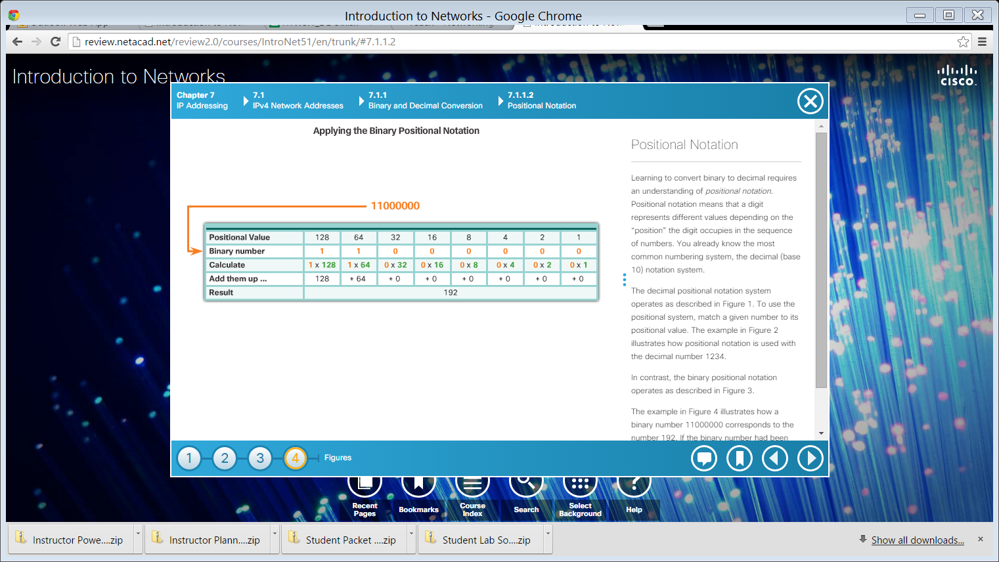 Introduction to Networks - Google Chrome
review.netacad.net/review2.0/courses/IntroNet51/en/trunk/#7.1.1.2
Introduction to Networks
CISCO.
Chapter 7
IP Addressing
7.1
IPv4 Network Addresses
7.1.1
Binary and Decimal Conversion
7.1.1.2
Positional Notation
Applying the Binary Positional Notation
11000000
Positional Value 128 64 32 16 8 4 2 1
Binary number 1 1 0 0 0 0 0 0
Calculate 1 x 128 1 x 64 0 x 32 0 x 16 0 x 8 0 x 4 0 x 2 0 x 1
Add them up ... 128 + 64 + 0 + 0 + 0 + 0 + 0 + 0
Result 192
Positional Notation
Learning to convert binary to decimal requires
an understanding of positional notation.
Positional notation means that a digit
represents different values depending on the
“position” the digit occupies in the sequence
of numbers. You already know the most
common numbering system, the decimal (base
10) notation system.
The decimal positional notation system
operates as described in Figure 1. To use the
positional system, match a given number to its
positional value. The example in Figure 2
illustrates how positional notation is used with
the decimal number 1234.
In contrast, the binary positional notation
operates as described in Figure 3.
The example in Figure 4 illustrates how a
binary number 11000000 corresponds to the
number 192. If the binary number had been
1 2 3 4 Figures
Recent
Pages
Bookmarks
Course
Index
Search
Select
Background
Help
Instructor Powe....zip
Instructor Plann....zip
Student Packet ....zip
Student Lab So....zip
Show all downloads...